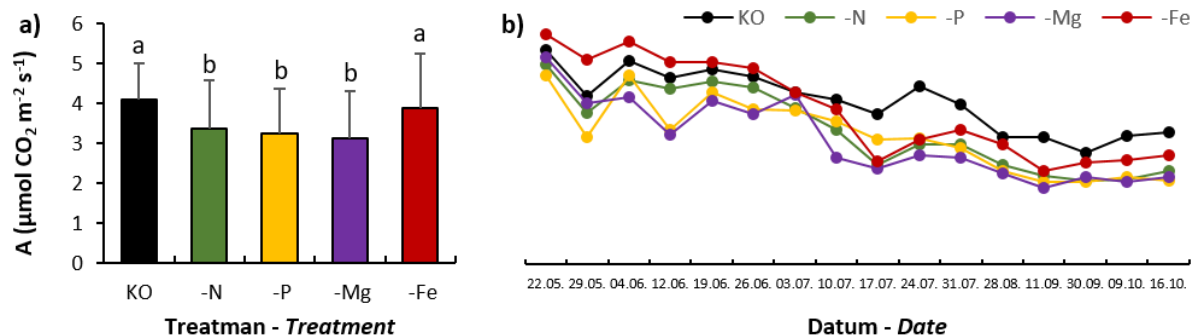 a)
A (µmol CO₂ m⁻² s⁻¹)
6
5
4
3
2
1
0
a
b
b
b
a
KO -N -P -Mg -Fe
Treatman - Treatment
b)
KO -N -P -Mg -Fe
22.05. 29.05. 04.06. 12.06. 19.06. 26.06. 03.07. 10.07. 17.07. 24.07. 31.07. 28.08. 11.09. 30.09. 09.10. 16.10.
Datum - Date